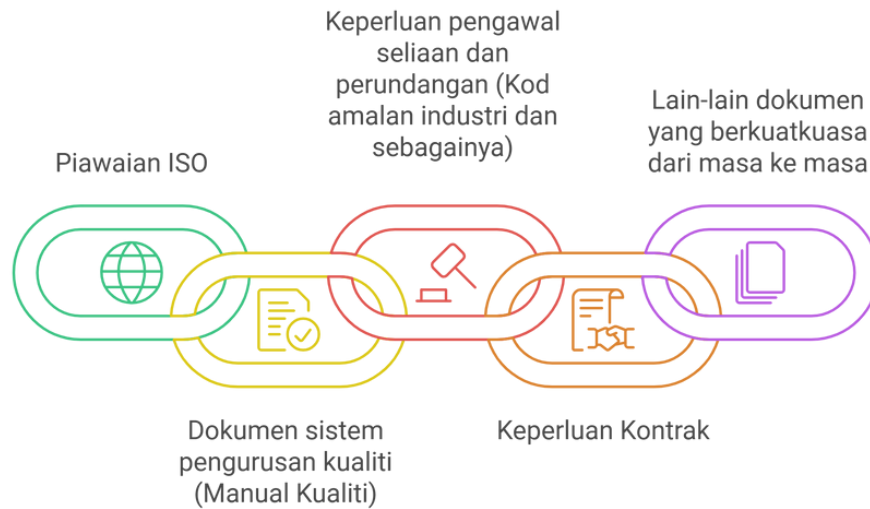 Piawaian ISO
Dokumen sistem
pengurusan kualiti
(Manual Kualiti)
Keperluan pengawal
seliaan dan
perundangan (Kod
amalan industri dan
sebagainya)
Keperluan Kontrak
Lain-lain dokumen
yang berkuatkuasa
dari masa ke masa